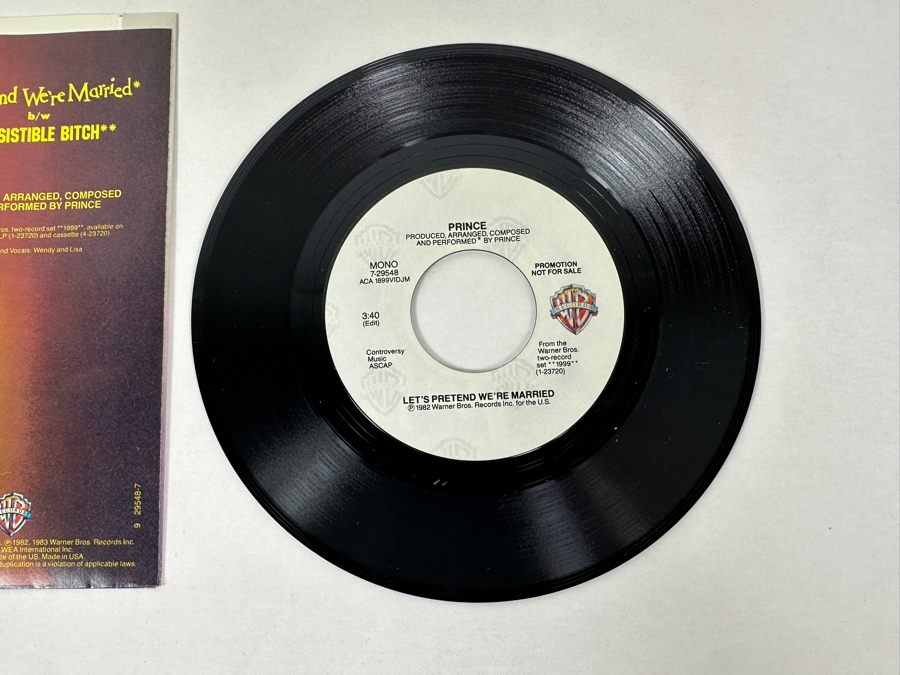 nd We're Married*
b/w
SISTIBLE BITCH**
ARRANGED, COMPOSED
RFORMED BY PRINCE
ros. two-record set **1999**, available on
LP (1-23720) and cassette (4-23720)
nd Vocals: Wendy and Lisa
RECORDS
9 29548-7
℗ 1982, 1983 Warner Bros. Records Inc.
WEA International Inc.
de of the US. Made in USA
duplication is a violation of applicable laws.
PRINCE
PRODUCED, ARRANGED, COMPOSED
AND PERFORMED* BY PRINCE
MONO
7-29548
ACA 1899VIDJM
PROMOTION
NOT FOR SALE
3:40
(Edit)
RECORDS
Controversy
Music
ASCAP
From the
Warner Bros.
two-record
set **1999**
(1-23720)
LET'S PRETEND WE'RE MARRIED
℗ 1982 Warner Bros. Records Inc. for the U.S.